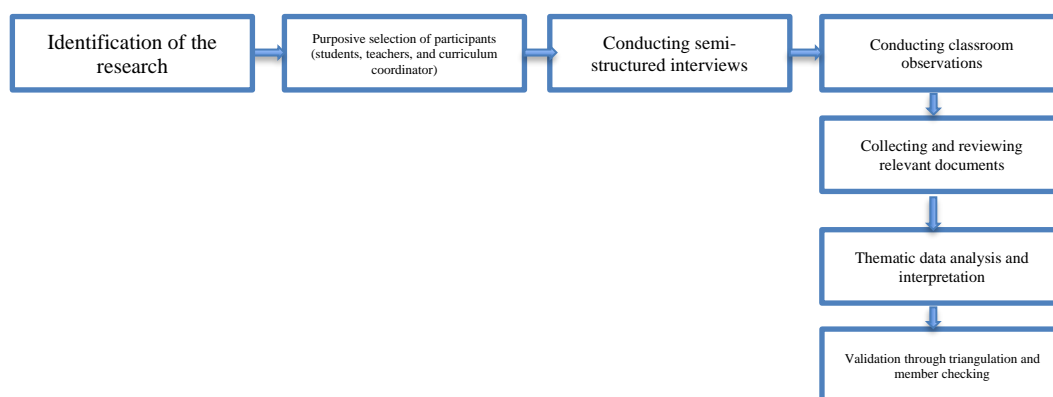 Identification of the
research
Purposive selection of participants
(students, teachers, and curriculum
coordinator)
Conducting semi-
structured interviews
Conducting classroom
observations
Collecting and reviewing
relevant documents
Thematic data analysis and
interpretation
Validation through triangulation and
member checking